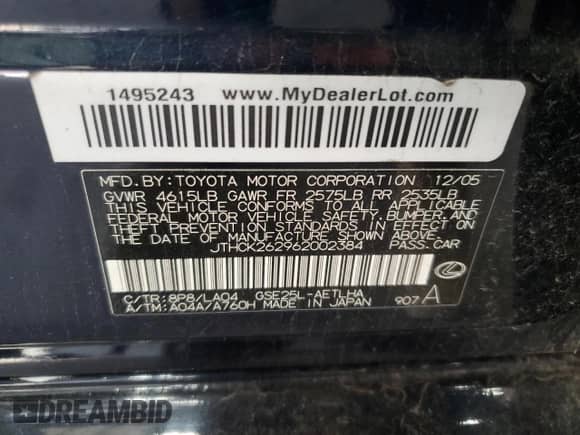 1495243 www.MyDealerLot.com
MFD. BY: TOYOTA MOTOR CORPORATION 12/05
GVWR 4615LB GAWR FR 2575LB RR 2535LB
THIS VEHICLE CONFORMS TO ALL APPLICABLE
FEDERAL MOTOR VEHICLE SAFETY, BUMPER, AND
THEFT PREVENTION STANDARDS IN EFFECT ON
THE DATE OF MANUFACTURE SHOWN ABOVE.
JTHCK262962002384 PASS.CAR
C/TR: 8P8/LA04 GSE25L-AETLHA
A/TM: A04A/A760H MADE IN JAPAN 907 A
DREAMBID